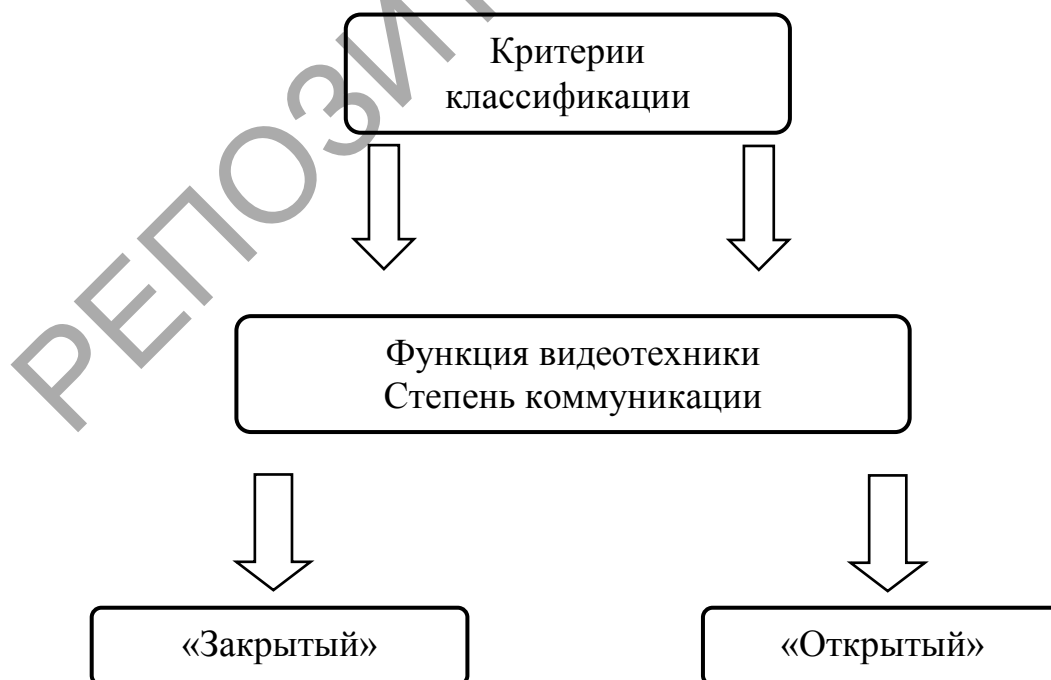 Критерии
классификации
Функция видеотехники
Степень коммуникации
«Закрытый»
«Открытый»